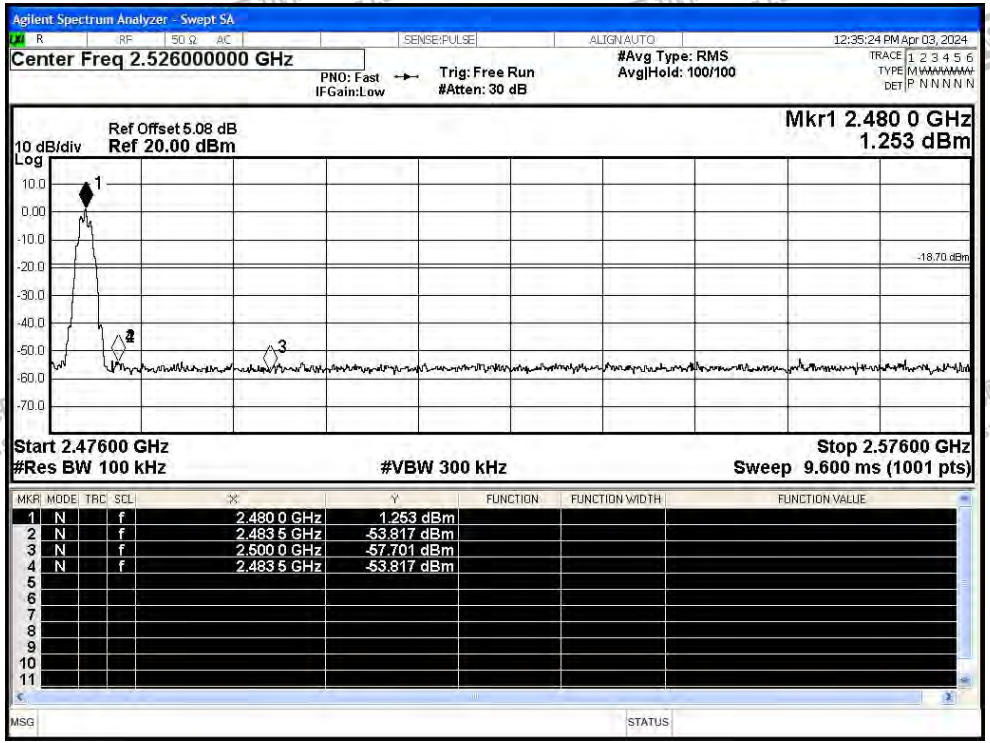 Agilent Spectrum Analyzer - Swept SA
R RF 50 Ω AC SENSE:PULSE ALIGN AUTO 12:35:24 PM Apr 03, 2024
Center Freq 2.526000000 GHz
PNO: Fast Trig: Free Run #Avg Type: RMS TRACE 1 2 3 4 5 6
IFGain:Low #Atten: 30 dB Avg|Hold: 100/100 TYPE M WWWWW
DET P N N N N N
Mkr1 2.480 0 GHz
1.253 dBm
Ref Offset 5.08 dB
10 dB/div Ref 20.00 dBm
Log
10.0
0.00
-10.0
-20.0
-30.0
-40.0
-50.0
-60.0
-70.0
1
-18.70 dBm
3
Start 2.47600 GHz Stop 2.57600 GHz
#Res BW 100 kHz #VBW 300 kHz Sweep 9.600 ms (1001 pts)
MKR MODE TRC SCL X Y FUNCTION FUNCTION WIDTH FUNCTION VALUE
1 N f 2.480 0 GHz 1.253 dBm
2 N f 2.483 5 GHz -53.817 dBm
3 N f 2.500 0 GHz -57.701 dBm
4 N f 2.483 5 GHz -53.817 dBm
5
6
7
8
9
10
11
MSG STATUS